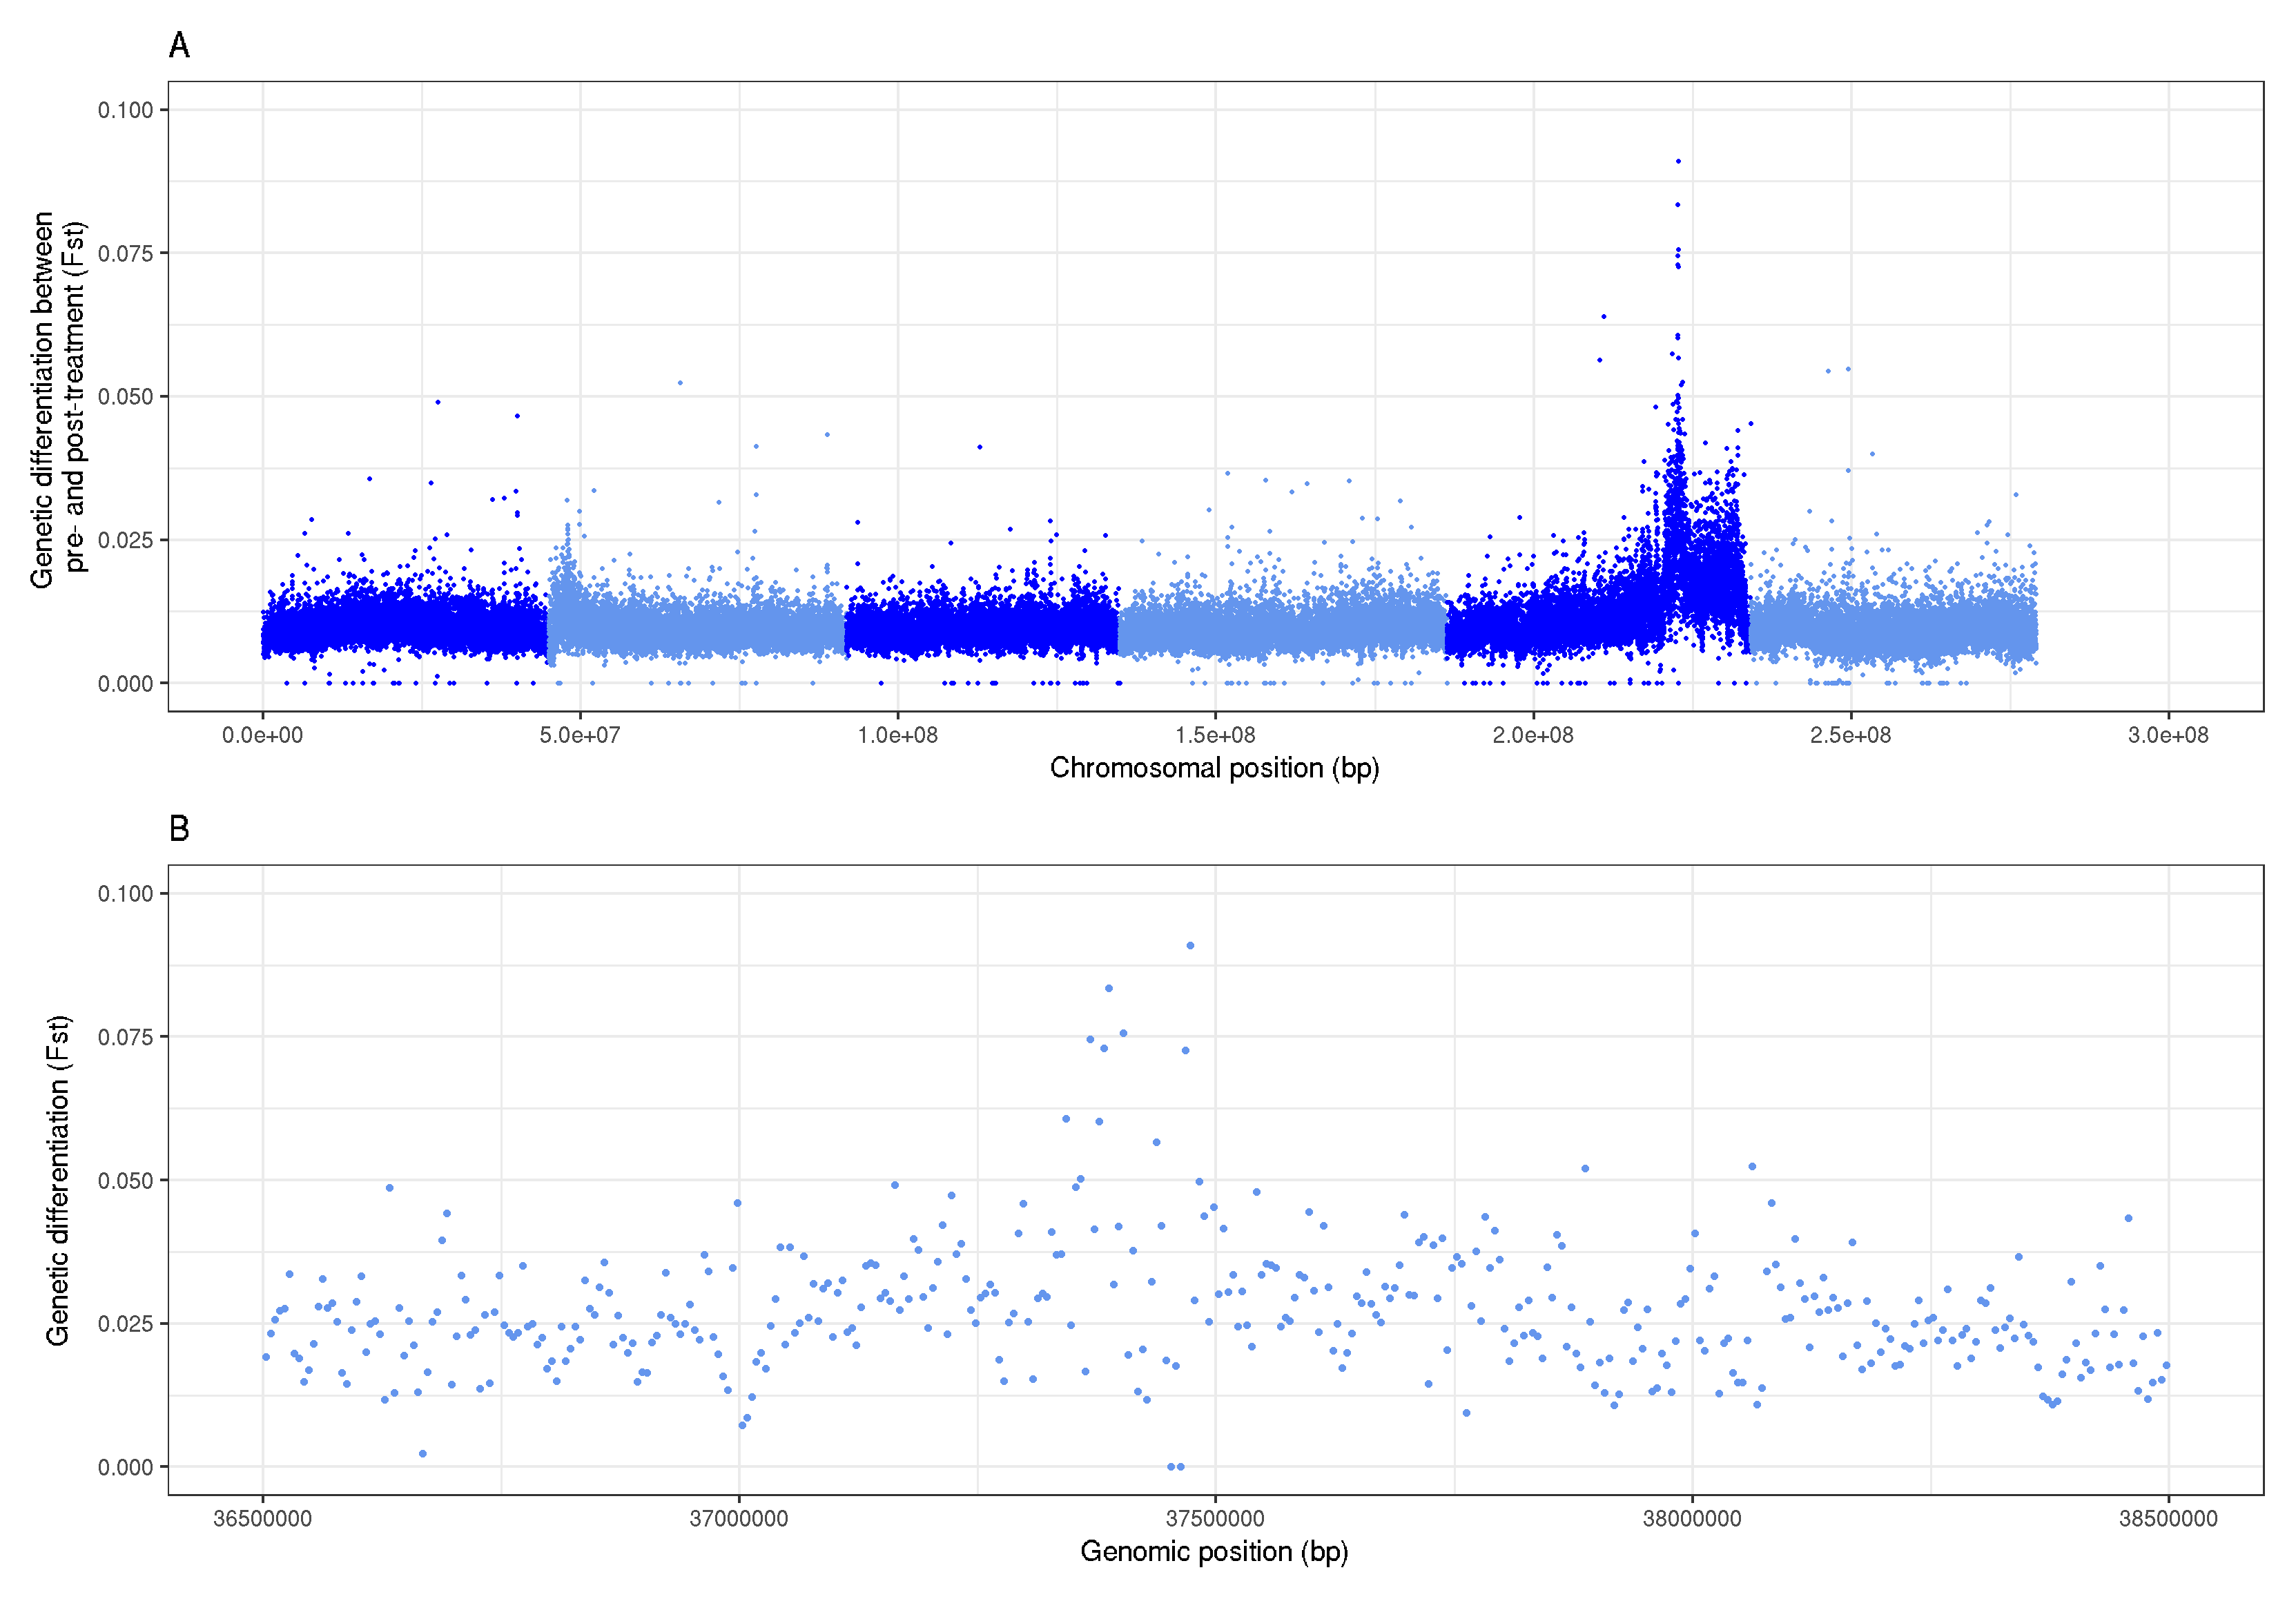 A
Genetic differentiation between
pre- and post-treatment (Fst)
0.100
0.075
0.050
0.025
0.000
0.0e+00 5.0e+07 1.0e+08 1.5e+08 2.0e+08 2.5e+08 3.0e+08
Chromosomal position (bp)
B
Genetic differentiation (Fst)
0.100
0.075
0.050
0.025
0.000
36500000 37000000 37500000 38000000 38500000
Genomic position (bp)